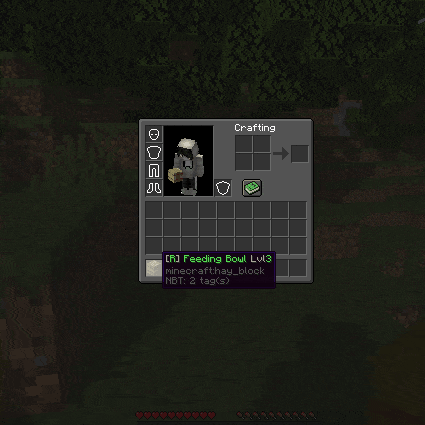 Crafting
[R] Feeding Bowl Lvl3
minecraft:hay_block
NBT: 2 tag(s)